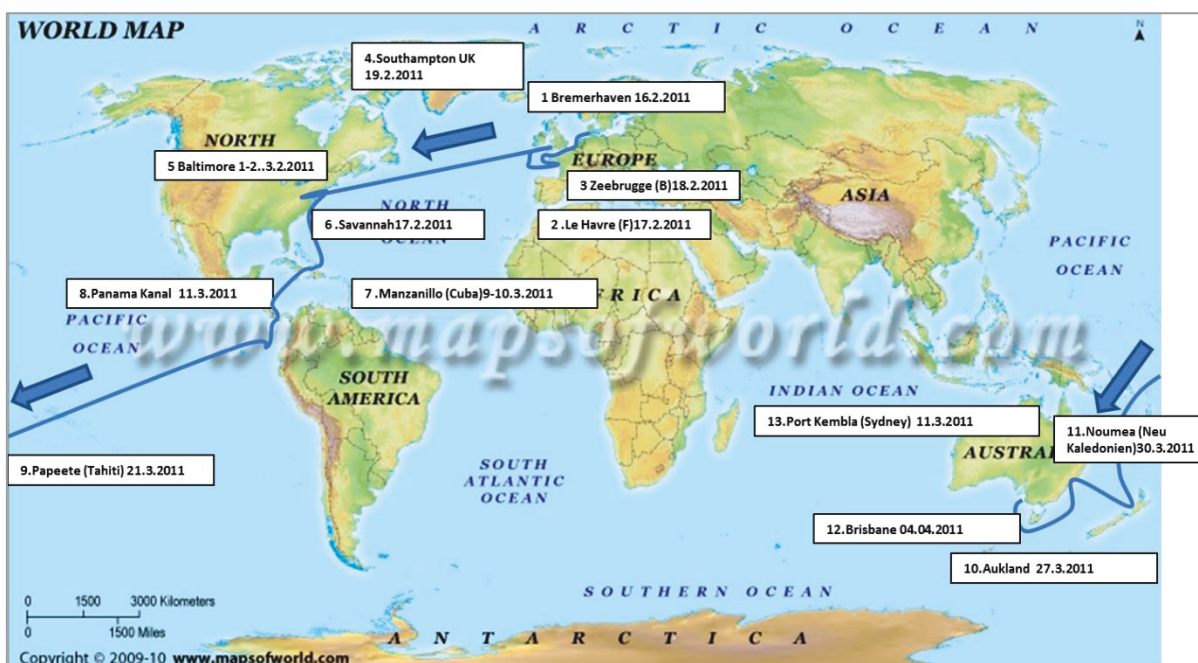 WORLD MAP
A R C T I C O C E A N
N
4.Southampton UK
19.2.2011
1 Bremerhaven 16.2.2011
NORTH
5 Baltimore 1-2..3.2.2011
EUROPE
3 Zeebrugge (B)18.2.2011
ASIA
NORTH
OCEAN
6 .Savannah17.2.2011
2 .Le Havre (F)17.2.2011
PACIFIC
OCEAN
8.Panama Kanal 11.3.2011
7 .Manzanillo (Cuba)9-10.3.2011
FRICA
PACIFIC
OCEAN
www.mapsofworld.com
SOUTH
AMERICA
INDIAN OCEAN
13.Port Kembla (Sydney) 11.3.2011
11.Noumea (Neu
Kaledonien)30.3.2011
AUSTRA
9.Papeete (Tahiti) 21.3.2011
SOUTH
ATLANTIC
OCEAN
12.Brisbane 04.04.2011
10.Aukland 27.3.2011
SOUTHERN OCEAN
0 1500 3000 Kilometers
0 1500 Miles
A N T A R C T I C A
Copyright © 2009-10 www.mapsofworld.com